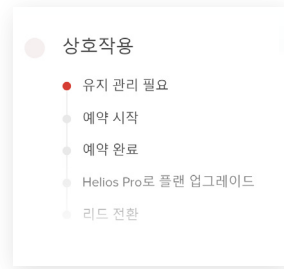 상호작용
유지 관리 필요
예약 시작
예약 완료
Helios Pro로 플랜 업그레이드
리드 전환